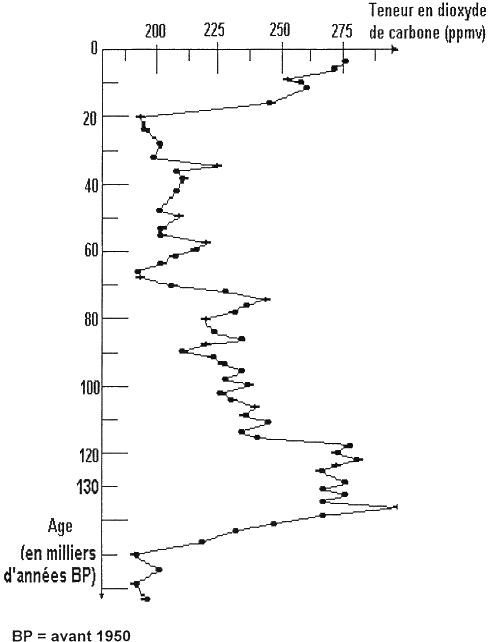 Teneur en dioxyde
de carbone (ppmv)
200 225 250 275
0
20
40
60
80
100
120
130
Age
(en milliers
d'années BP)
BP = avant 1950